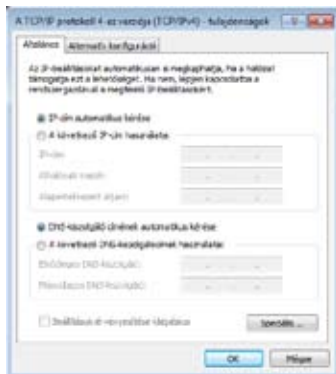 A TCP/IP protokoll 4-es verziója (TCP/IPv4) - tulajdonságok
Általános
Alternatív konfiguráció
Az IP-beállításokat automatikusan is megkaphatja, ha a hálózat
támogatja ezt a lehetőséget. Ha nem, lépjen kapcsolatba a
rendszergazdával a megfelelő IP-beállításokért.
IP-cím automatikus kérése
A következő IP-cím használata:
IP-cím:
Alhálózati maszk:
Alapértelmezett átjáró:
DNS-kiszolgáló címének automatikus kérése
A következő DNS-kiszolgálócímek használata:
Elsődleges DNS-kiszolgáló:
Másodlagos DNS-kiszolgáló:
Beállítások érvényesítése kilépéskor
Speciális...
OK
Mégse